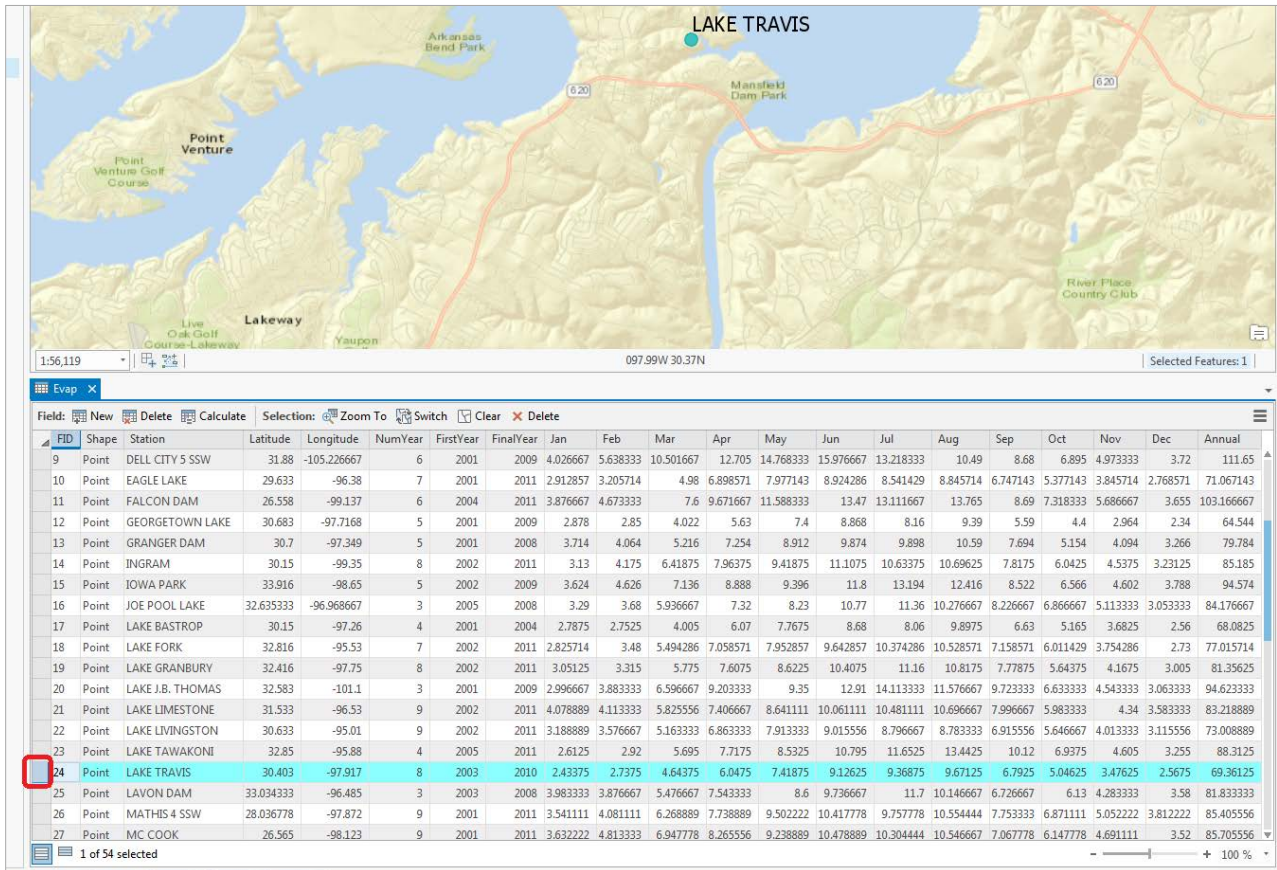 LAKE TRAVIS
Arkansas
Bend Park
620
Mansfield
Dam Park
620
Point
Venture
Point
Venture Golf
Course
River Place
Country Club
Live
Oak Golf
Course-Lakeway
Lakeway
Yaupon
1:56,119 097.99W 30.37N Selected Features: 1
Evap
Field: New Delete Calculate Selection: Zoom To Switch Clear Delete
FID Shape Station Latitude Longitude NumYear FirstYear FinalYear Jan Feb Mar Apr May Jun Jul Aug Sep Oct Nov Dec Annual
9 Point DELL CITY 5 SSW 31.88 -105.226667 6 2001 2009 4.026667 5.638333 10.501667 12.705 14.768333 15.976667 13.218333 10.49 8.68 6.895 4.973333 3.72 111.65
10 Point EAGLE LAKE 29.633 -96.38 7 2001 2011 2.912857 3.205714 4.98 6.898571 7.977143 8.924286 8.541429 8.845714 6.747143 5.377143 3.845714 2.768571 71.067143
11 Point FALCON DAM 26.558 -99.137 6 2004 2011 3.876667 4.673333 7.6 9.671667 11.588333 13.47 13.111667 13.765 8.69 7.318333 5.686667 3.655 103.166667
12 Point GEORGETOWN LAKE 30.683 -97.7168 5 2001 2009 2.878 2.85 4.022 5.63 7.4 8.868 8.16 9.39 5.59 4.4 2.964 2.34 64.544
13 Point GRANGER DAM 30.7 -97.349 5 2001 2008 3.714 4.064 5.216 7.254 8.912 9.874 9.898 10.59 7.694 5.154 4.094 3.266 79.784
14 Point INGRAM 30.15 -99.35 8 2002 2011 3.13 4.175 6.41875 7.96375 9.41875 11.1075 10.63375 10.69625 7.8175 6.0425 4.5375 3.23125 85.185
15 Point IOWA PARK 33.916 -98.65 5 2002 2009 3.624 4.626 7.136 8.888 9.396 11.8 13.194 12.416 8.522 6.566 4.602 3.788 94.574
16 Point JOE POOL LAKE 32.635333 -96.968667 3 2005 2008 3.29 3.68 5.936667 7.32 8.23 10.77 11.36 10.276667 8.226667 6.866667 5.113333 3.053333 84.176667
17 Point LAKE BASTROP 30.15 -97.26 4 2001 2004 2.7875 2.7525 4.005 6.07 7.7675 8.68 8.06 9.8975 6.63 5.165 3.6825 2.56 68.0825
18 Point LAKE FORK 32.816 -95.53 7 2002 2011 2.825714 3.48 5.494286 7.058571 7.952857 9.642857 10.374286 10.528571 7.158571 6.011429 3.754286 2.73 77.015714
19 Point LAKE GRANBURY 32.416 -97.75 8 2002 2011 3.05125 3.315 5.775 7.6075 8.6225 10.4075 11.16 10.8175 7.77875 5.64375 4.1675 3.005 81.35625
20 Point LAKE J.B. THOMAS 32.583 -101.1 3 2001 2009 2.996667 3.883333 6.596667 9.203333 9.35 12.91 14.113333 11.576667 9.723333 6.633333 4.543333 3.063333 94.623333
21 Point LAKE LIMESTONE 31.533 -96.53 9 2002 2011 4.078889 4.113333 5.825556 7.406667 8.641111 10.061111 10.481111 10.696667 7.996667 5.983333 4.34 3.583333 83.218889
22 Point LAKE LIVINGSTON 30.633 -95.01 9 2002 2011 3.188889 3.576667 5.163333 6.863333 7.913333 9.015556 8.796667 8.783333 6.915556 5.646667 4.013333 3.115556 73.008889
23 Point LAKE TAWAKONI 32.85 -95.88 4 2005 2011 2.6125 2.92 5.695 7.7175 8.5325 10.795 11.6525 13.4425 10.12 6.9375 4.605 3.255 88.3125
24 Point LAKE TRAVIS 30.403 -97.917 8 2003 2010 2.43375 2.7375 4.64375 6.0475 7.41875 9.12625 9.36875 9.67125 6.7925 5.04625 3.47625 2.5675 69.36125
25 Point LAVON DAM 33.034333 -96.485 3 2003 2008 3.983333 3.876667 5.476667 7.543333 8.6 9.736667 11.7 10.146667 6.726667 6.13 4.283333 3.58 81.833333
26 Point MATHIS 4 SSW 28.036778 -97.872 9 2001 2011 3.541111 4.081111 6.268889 7.738889 9.502222 10.417778 9.757778 10.554444 7.753333 6.871111 5.052222 3.812222 85.405556
27 Point MC COOK 26.565 -98.123 9 2001 2011 3.632222 4.813333 6.947778 8.265556 9.238889 10.478889 10.304444 10.546667 7.067778 6.147778 4.691111 3.52 85.705556
1 of 54 selected - + 100 %